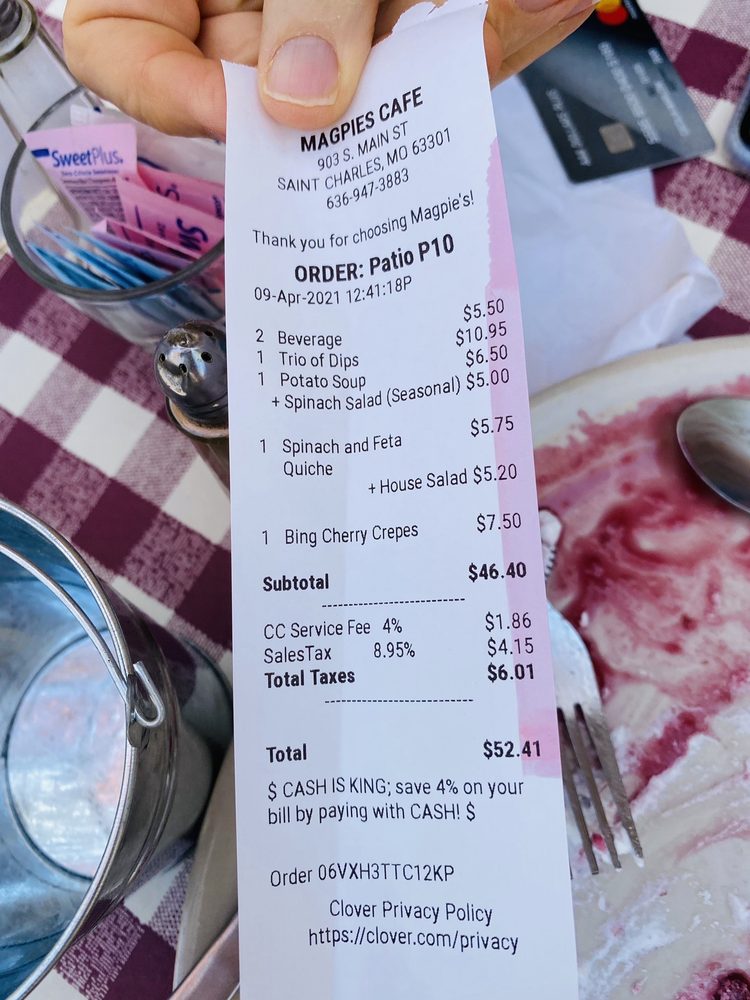 MAGPIES CAFE
903 S. MAIN ST
SAINT CHARLES, MO 63301
636-947-3883
Thank you for choosing Magpie's!
ORDER: Patio P10
09-Apr-2021 12:41:18P
2 Beverage $5.50
1 Trio of Dips $10.95
1 Potato Soup $6.50
+ Spinach Salad (Seasonal) $5.00
1 Spinach and Feta $5.75
Quiche
+ House Salad $5.20
1 Bing Cherry Crepes $7.50
Subtotal $46.40
CC Service Fee 4% $1.86
SalesTax 8.95% $4.15
Total Taxes $6.01
Total $52.41
$ CASH IS KING; save 4% on your
bill by paying with CASH! $
Order 06VXH3TTC12KP
Clover Privacy Policy
https://clover.com/privacy
SweetPlus.